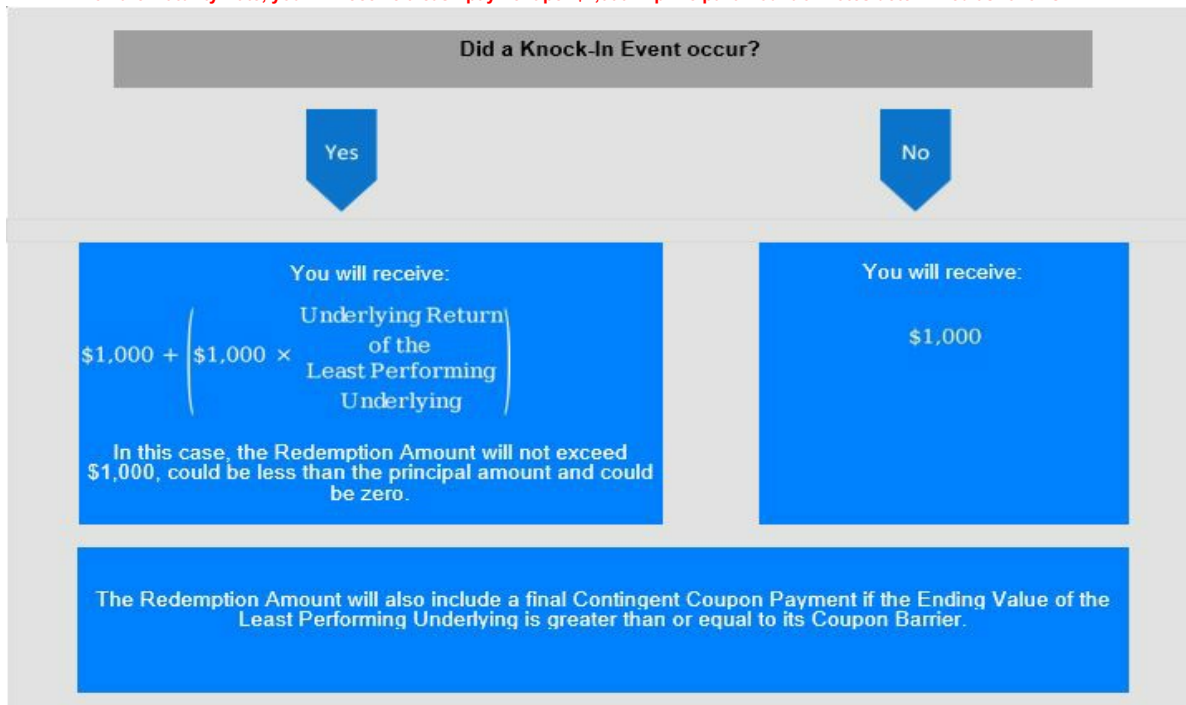 Did a Knock-In Event occur?
Yes
No
You will receive:
$1,000 + ($1,000 × Underlying Return
of the
Least Performing
Underlying)
In this case, the Redemption Amount will not exceed
$1,000, could be less than the principal amount and could
be zero.
You will receive:
$1,000
The Redemption Amount will also include a final Contingent Coupon Payment if the Ending Value of the
Least Performing Underlying is greater than or equal to its Coupon Barrier.